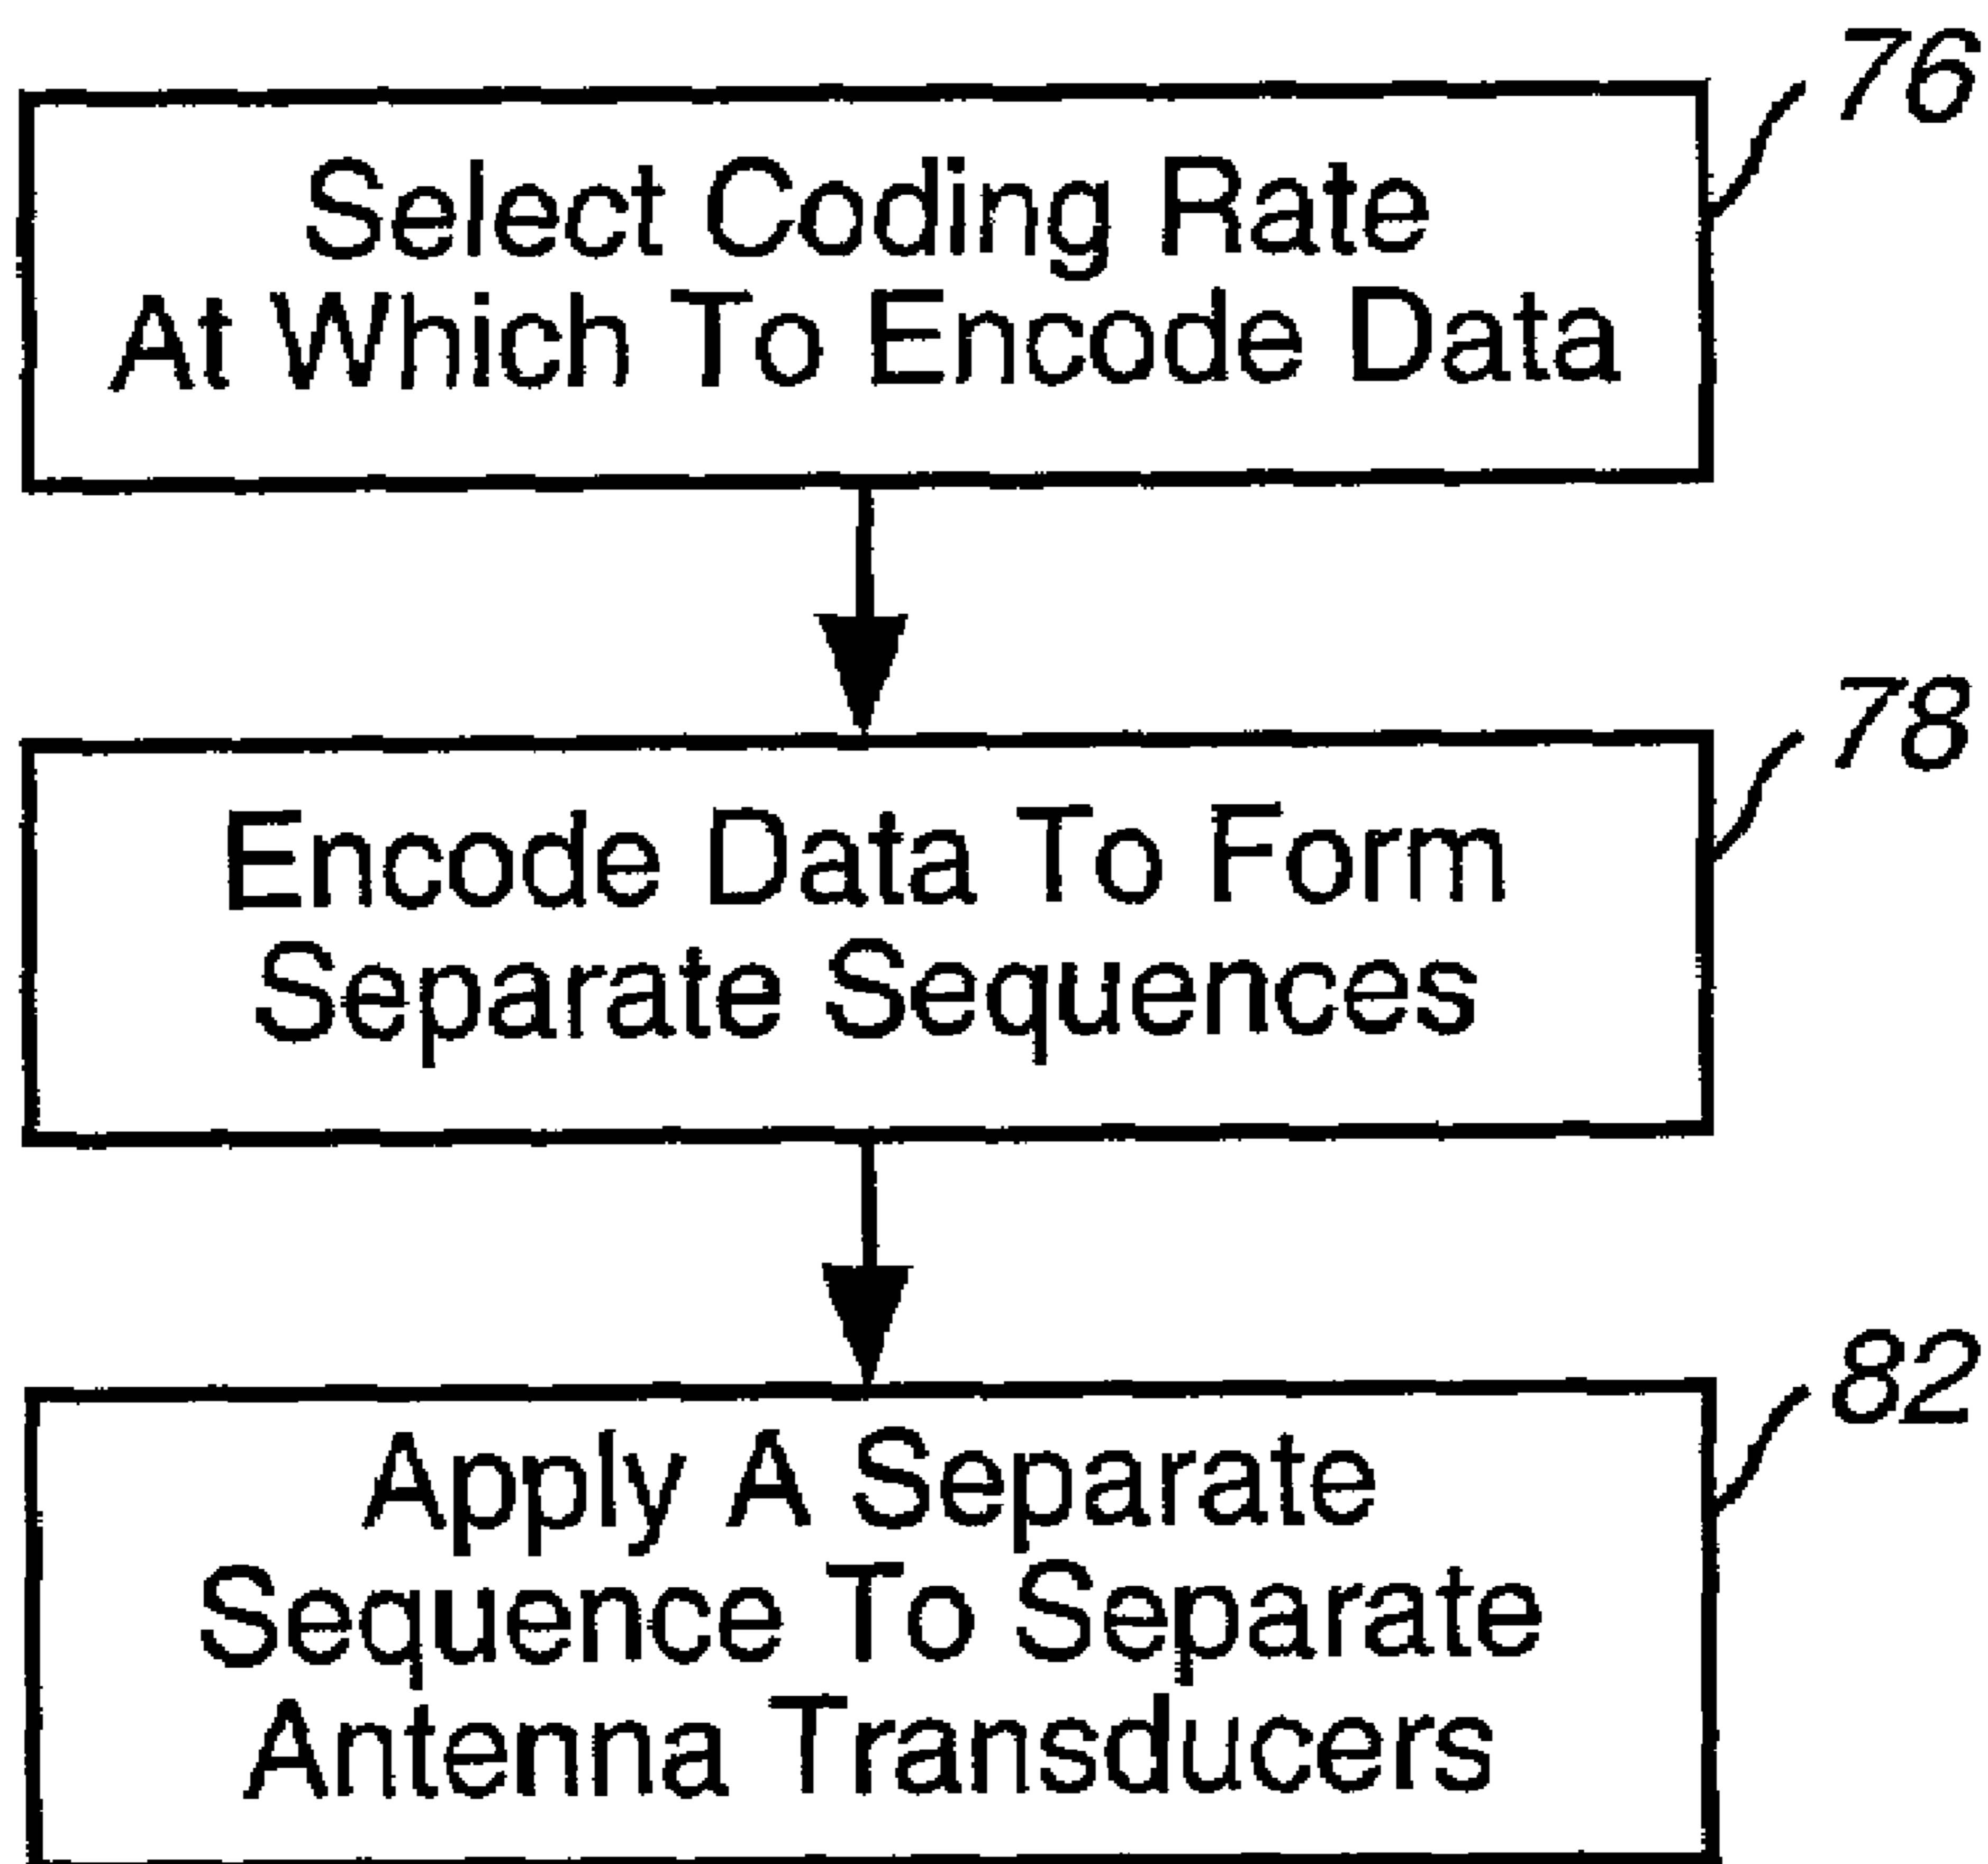 76
Select Coding Rate
At Which To Encode Data
78
Encode Data To Form
Separate Sequences
82
Apply A Separate
Sequence To Separate
Antenna Transducers